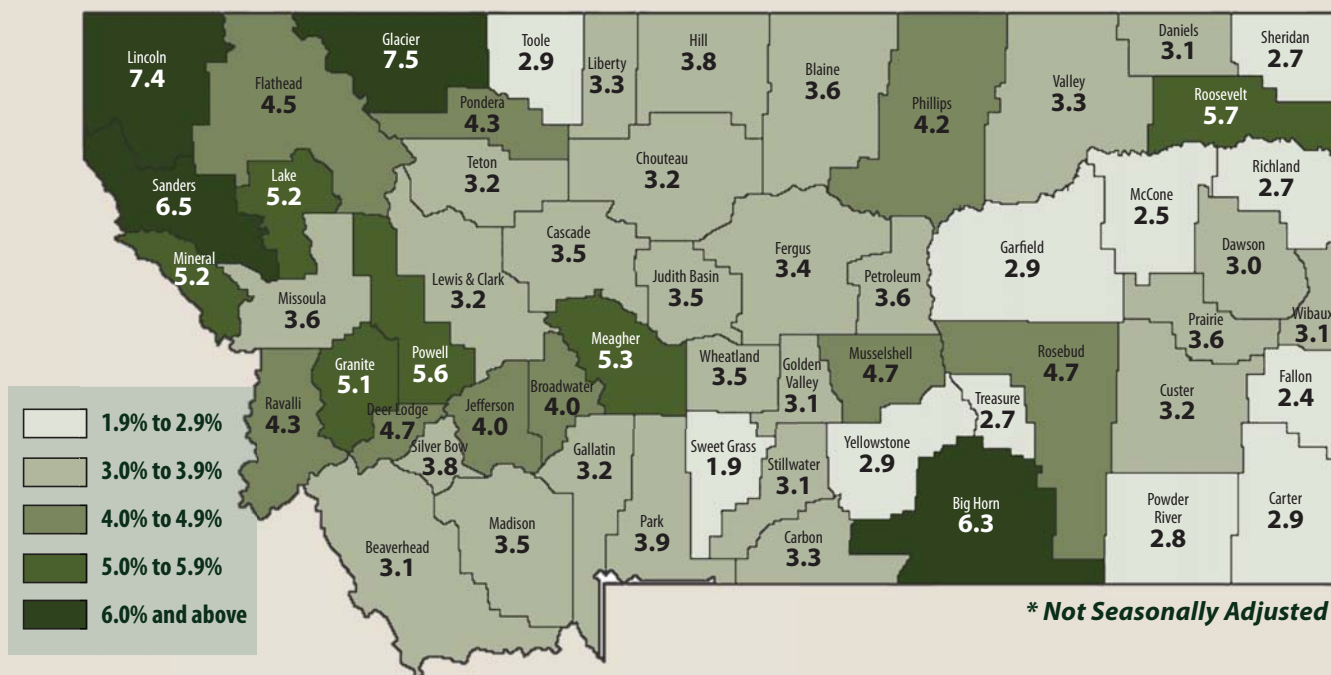 Lincoln
7.4
Flathead
4.5
Glacier
7.5
Toole
2.9
Liberty
3.3
Hill
3.8
Blaine
3.6
Phillips
4.2
Valley
3.3
Daniels
3.1
Sheridan
2.7
Roosevelt
5.7
Pondera
4.3
Teton
3.2
Chouteau
3.2
Sanders
6.5
Lake
5.2
Mineral
5.2
Missoula
3.6
Lewis & Clark
3.2
Cascade
3.5
Judith Basin
3.5
Fergus
3.4
Petroleum
3.6
Garfield
2.9
McCone
2.5
Richland
2.7
Dawson
3.0
Prairie
3.6
Wibaux
3.1
Granite
5.1
Powell
5.6
Meagher
5.3
Wheatland
3.5
Golden
Valley
3.1
Musselshell
4.7
Rosebud
4.7
Treasure
2.7
Custer
3.2
Fallon
2.4
Ravalli
4.3
Deer Lodge
4.7
Silver Bow
3.8
Jefferson
4.0
Broadwater
4.0
Gallatin
3.2
Park
3.9
Sweet Grass
1.9
Stillwater
3.1
Yellowstone
2.9
Big Horn
6.3
Powder
River
2.8
Carter
2.9
Beaverhead
3.1
Madison
3.5
Carbon
3.3
1.9% to 2.9%
3.0% to 3.9%
4.0% to 4.9%
5.0% to 5.9%
6.0% and above
* Not Seasonally Adjusted